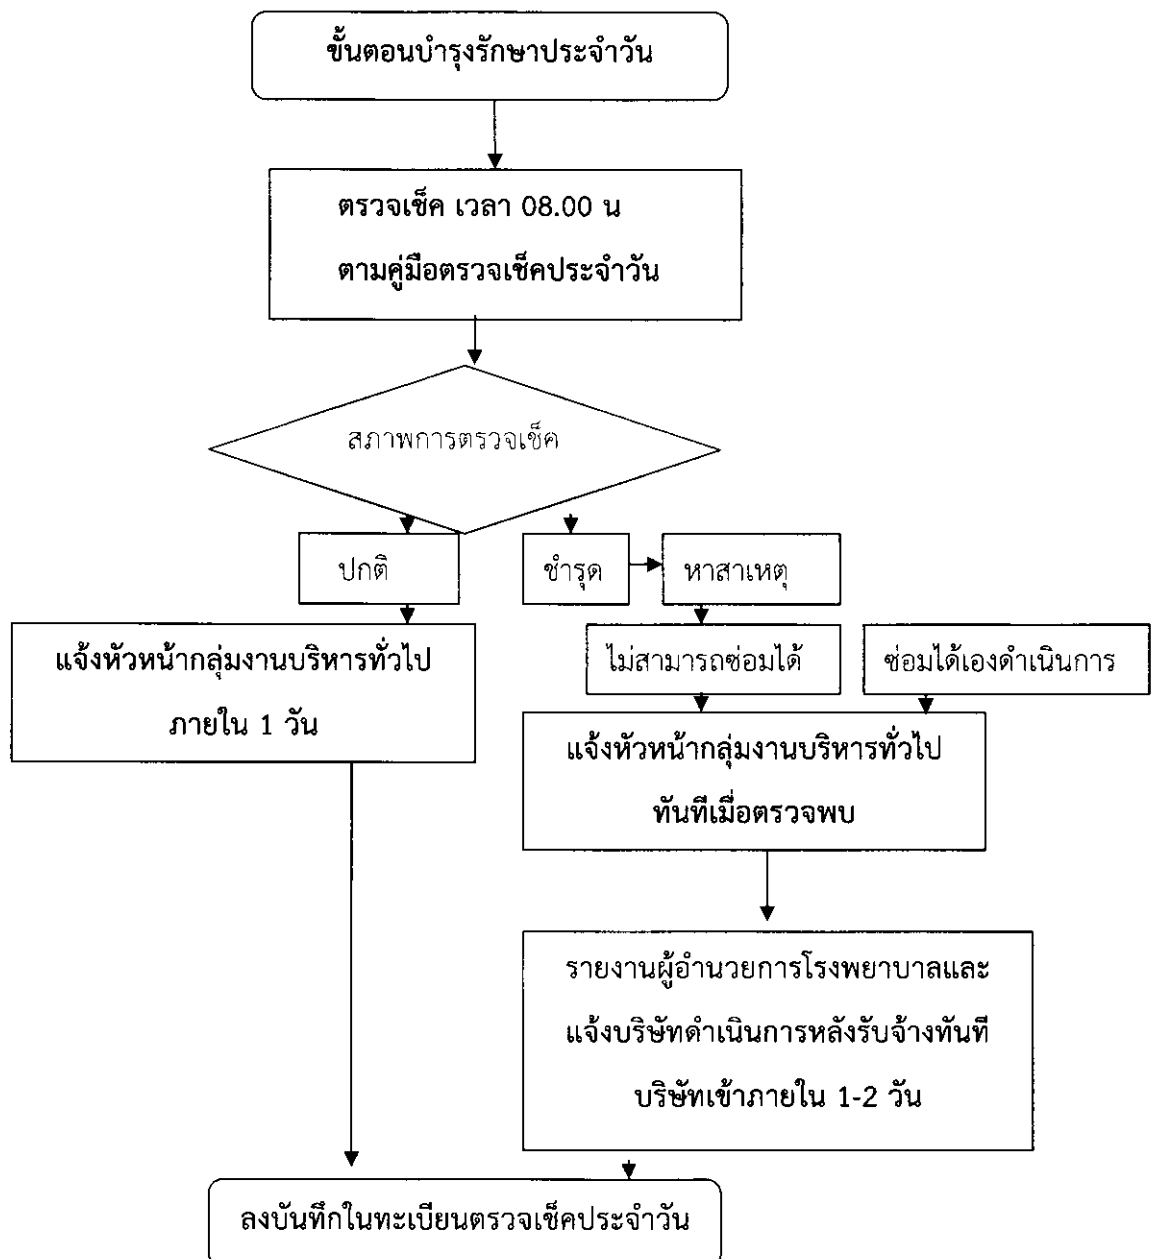 ขั้นตอนบำรุงรักษาประจำวัน
ตรวจเช็ค เวลา 08.00 น
ตามคู่มือตรวจเช็คประจำวัน
สภาพการตรวจเช็ค
ปกติ
ชำรุด
หาสาเหตุ
แจ้งหัวหน้ากลุ่มงานบริหารทั่วไป
ภายใน 1 วัน
ไม่สามารถซ่อมได้
ซ่อมได้เองดำเนินการ
แจ้งหัวหน้ากลุ่มงานบริหารทั่วไป
ทันทีเมื่อตรวจพบ
รายงานผู้อำนวยการโรงพยาบาลและ
แจ้งบริษัทดำเนินการหลังรับจ้างทันที
บริษัทเข้าภายใน 1-2 วัน
ลงบันทึกในทะเบียนตรวจเช็คประจำวัน